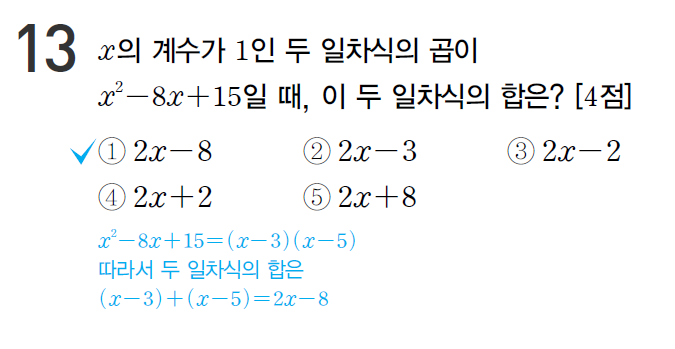 13 x의 계수가 1인 두 일차식의 곱이
x²-8x+15일 때, 이 두 일차식의 합은? [4점]
① 2x-8 ② 2x-3 ③ 2x-2
④ 2x+2 ⑤ 2x+8
x²-8x+15=(x-3)(x-5)
따라서 두 일차식의 합은
(x-3)+(x-5)=2x-8